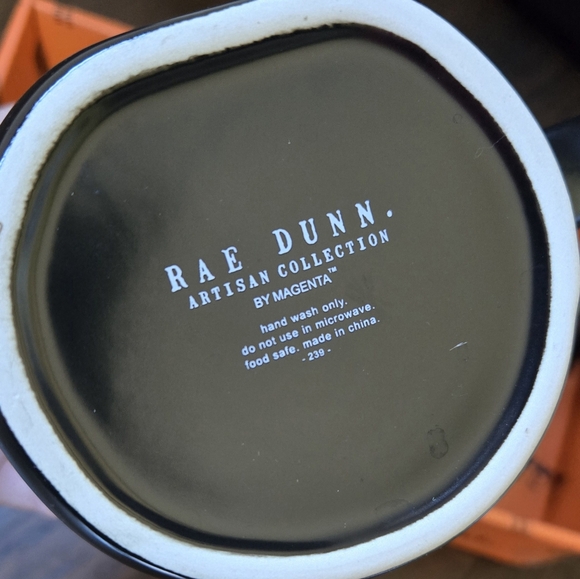 RAE DUNN.
ARTISAN COLLECTION
BY MAGENTA™
hand wash only.
do not use in microwave.
food safe. made in china.
- 239 -